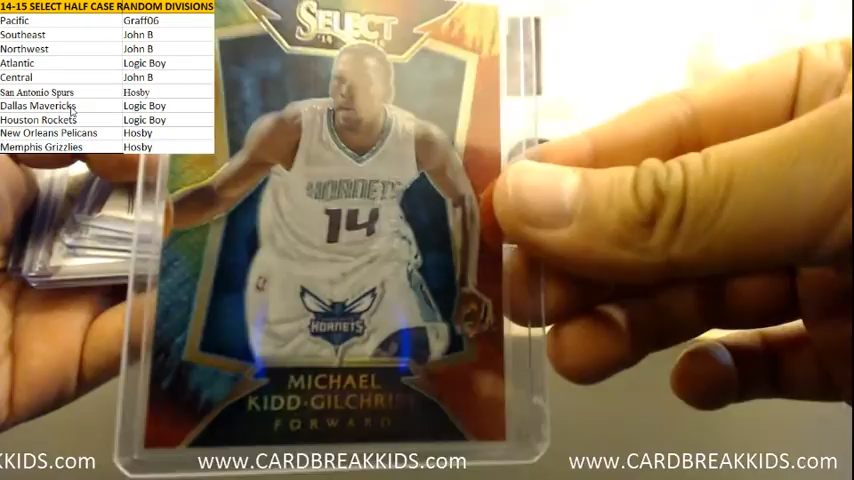 14-15 SELECT HALF CASE RANDOM DIVISIONS
Pacific Graff06
Southeast John B
Northwest John B
Atlantic Logic Boy
Central John B
San Antonio Spurs Hosby
Dallas Mavericks Logic Boy
Houston Rockets Logic Boy
New Orleans Pelicans Hosby
Memphis Grizzlies Hosby
SELECT
HORNETS
14
HORNETS
MICHAEL
KIDD-GILCHRIST
FORWARD
KKIDS.com www.CARDBREAKKIDS.com www.CARDBREAKKIDS.com